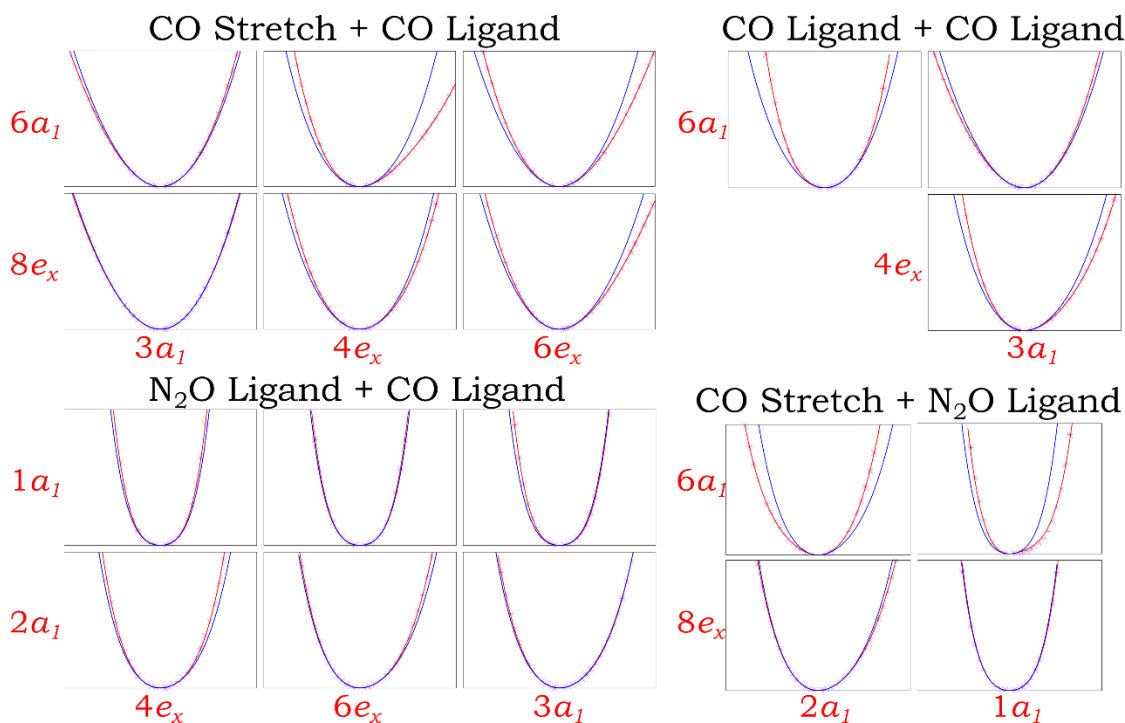 CO Stretch + CO Ligand
6a₁
8eₓ
3a₁ 4eₓ 6eₓ
CO Ligand + CO Ligand
6a₁
4eₓ
3a₁
N₂O Ligand + CO Ligand
1a₁
2a₁
4eₓ 6eₓ 3a₁
CO Stretch + N₂O Ligand
6a₁
8eₓ
2a₁ 1a₁